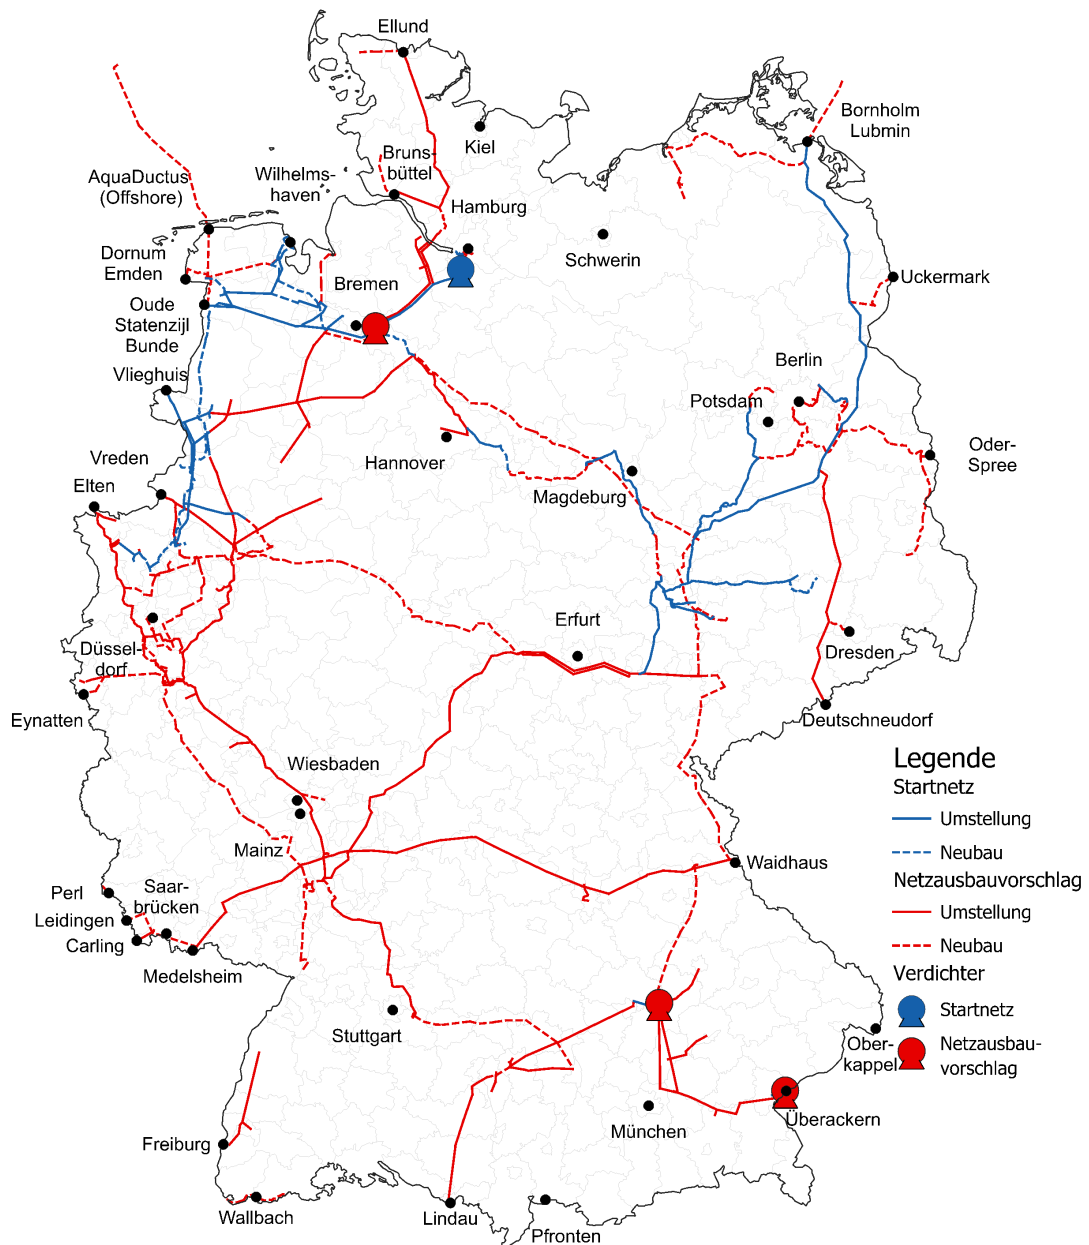 Ellund
Bornholm
Lubmin
Kiel
Bruns-
büttel
Wilhelms-
haven
AquaDuctus
(Offshore)
Hamburg
Schwerin
Dornum
Emden
Uckermark
Bremen
Oude
Statenzijl
Bunde
Berlin
Vlieghuis
Potsdam
Oder-
Spree
Vreden
Hannover
Elten
Magdeburg
Erfurt
Düssel-
dorf
Dresden
Eynatten
Deutschneudorf
Wiesbaden
Mainz
Waidhaus
Perl
Saar-
brücken
Leidingen
Carling
Medelsheim
Stuttgart
Ober-
kappel
Überackern
München
Freiburg
Wallbach
Lindau
Pfronten
Legende
Startnetz
Umstellung
Neubau
Netzausbauvorschlag
Umstellung
Neubau
Verdichter
Startnetz
Netzausbau-
vorschlag